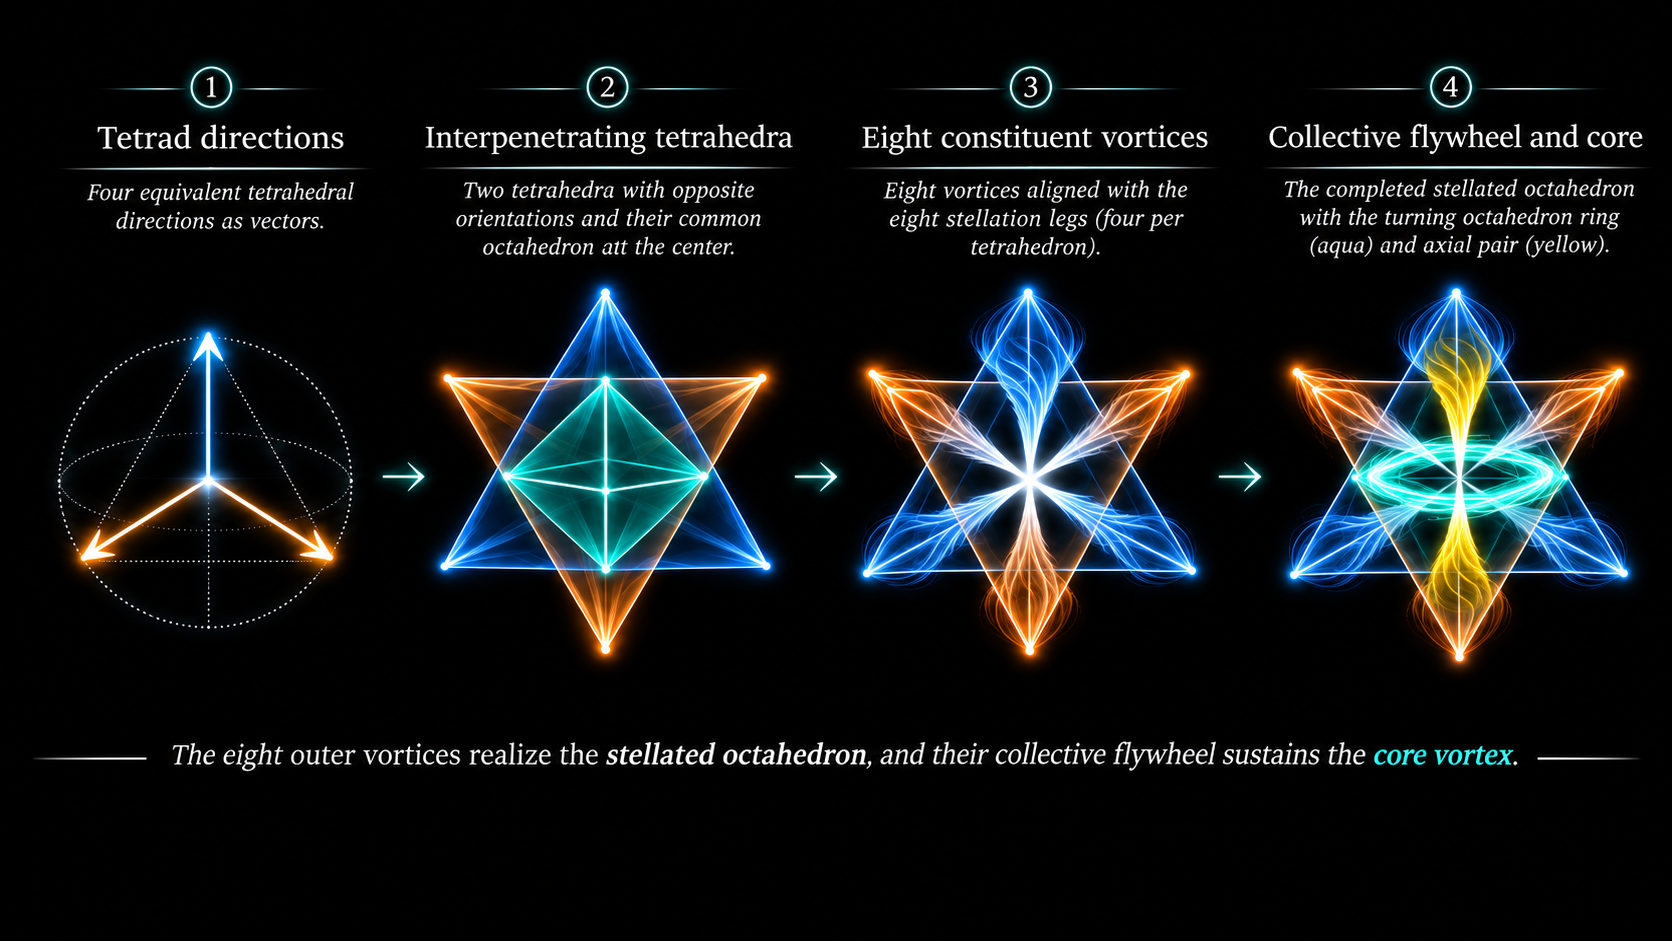 1
Tetrad directions
Four equivalent tetrahedral
directions as vectors.
2
Interpenetrating tetrahedra
Two tetrahedra with opposite
orientations and their common
octahedron att the center.
3
Eight constituent vortices
Eight vortices aligned with the
eight stellation legs (four per
tetrahedron).
4
Collective flywheel and core
The completed stellated octahedron
with the turning octahedron ring
(aqua) and axial pair (yellow).
The eight outer vortices realize the stellated octahedron, and their collective flywheel sustains the core vortex.